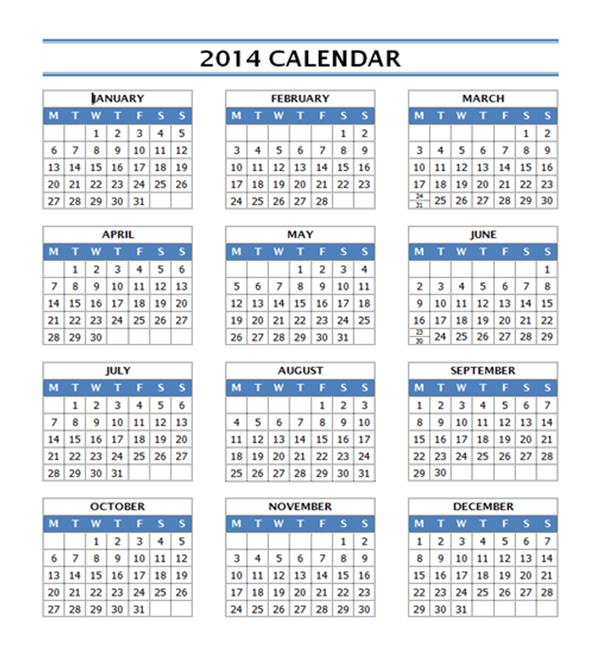 2014 CALENDAR
JANUARY
M T W T F S S
1 2 3 4 5
6 7 8 9 10 11 12
13 14 15 16 17 18 19
20 21 22 23 24 25 26
27 28 29 30 31
FEBRUARY
M T W T F S S
1 2
3 4 5 6 7 8 9
10 11 12 13 14 15 16
17 18 19 20 21 22 23
24 25 26 27 28
MARCH
M T W T F S S
1 2
3 4 5 6 7 8 9
10 11 12 13 14 15 16
17 18 19 20 21 22 23
24/31 25 26 27 28 29 30
APRIL
M T W T F S S
1 2 3 4 5 6
7 8 9 10 11 12 13
14 15 16 17 18 19 20
21 22 23 24 25 26 27
28 29 30
MAY
M T W T F S S
1 2 3 4
5 6 7 8 9 10 11
12 13 14 15 16 17 18
19 20 21 22 23 24 25
26 27 28 29 30 31
JUNE
M T W T F S S
1
2 3 4 5 6 7 8
9 10 11 12 13 14 15
16 17 18 19 20 21 22
23/30 24 25 26 27 28 29
JULY
M T W T F S S
1 2 3 4 5 6
7 8 9 10 11 12 13
14 15 16 17 18 19 20
21 22 23 24 25 26 27
28 29 30 31
AUGUST
M T W T F S S
1 2 3
4 5 6 7 8 9 10
11 12 13 14 15 16 17
18 19 20 21 22 23 24
25 26 27 28 29 30 31
SEPTEMBER
M T W T F S S
1 2 3 4 5 6 7
8 9 10 11 12 13 14
15 16 17 18 19 20 21
22 23 24 25 26 27 28
29 30
OCTOBER
M T W T F S S
1 2 3 4 5
6 7 8 9 10 11 12
13 14 15 16 17 18 19
20 21 22 23 24 25 26
27 28 29 30 31
NOVEMBER
M T W T F S S
1 2
3 4 5 6 7 8 9
10 11 12 13 14 15 16
17 18 19 20 21 22 23
24 25 26 27 28 29 30
DECEMBER
M T W T F S S
1 2 3 4 5 6 7
8 9 10 11 12 13 14
15 16 17 18 19 20 21
22 23 24 25 26 27 28
29 30 31